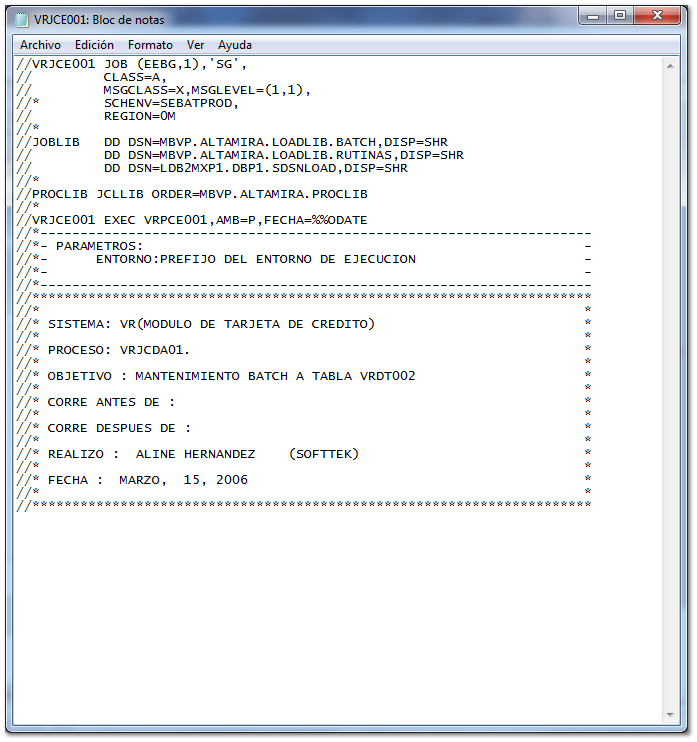 VRJCE001: Bloc de notas
Archivo Edición Formato Ver Ayuda
//VRJCE001 JOB (EEBG,1),'SG',
//         CLASS=A,
//         MSGCLASS=X,MSGLEVEL=(1,1),
//*        SCHENV=SEBATPROD,
//         REGION=0M
//*
//JOBLIB   DD DSN=MBVP.ALTAMIRA.LOADLIB.BATCH,DISP=SHR
//         DD DSN=MBVP.ALTAMIRA.LOADLIB.RUTINAS,DISP=SHR
//         DD DSN=LDB2MXP1.DBP1.SDSNLOAD,DISP=SHR
//*
//PROCLIB JCLLIB ORDER=MBVP.ALTAMIRA.PROCLIB
//*
//VRJCE001 EXEC VRPCE001,AMB=P,FECHA=%%ODATE
//*---------------------------------------------------------------------
//*- PARAMETROS:                                                       -
//*-      ENTORNO:PREFIJO DEL ENTORNO DE EJECUCION                     -
//*-                                                                   -
//*---------------------------------------------------------------------
//**********************************************************************
//*                                                                    *
//* SISTEMA: VR(MODULO DE TARJETA DE CREDITO)                          *
//*                                                                    *
//* PROCESO: VRJCDA01.                                                 *
//*                                                                    *
//* OBJETIVO : MANTENIMIENTO BATCH A TABLA VRDT002                     *
//*                                                                    *
//* CORRE ANTES DE :                                                   *
//*                                                                    *
//* CORRE DESPUES DE :                                                 *
//*                                                                    *
//* REALIZO :  ALINE HERNANDEZ    (SOFTTEK)                            *
//*                                                                    *
//* FECHA :  MARZO,  15, 2006                                          *
//*                                                                    *
//**********************************************************************